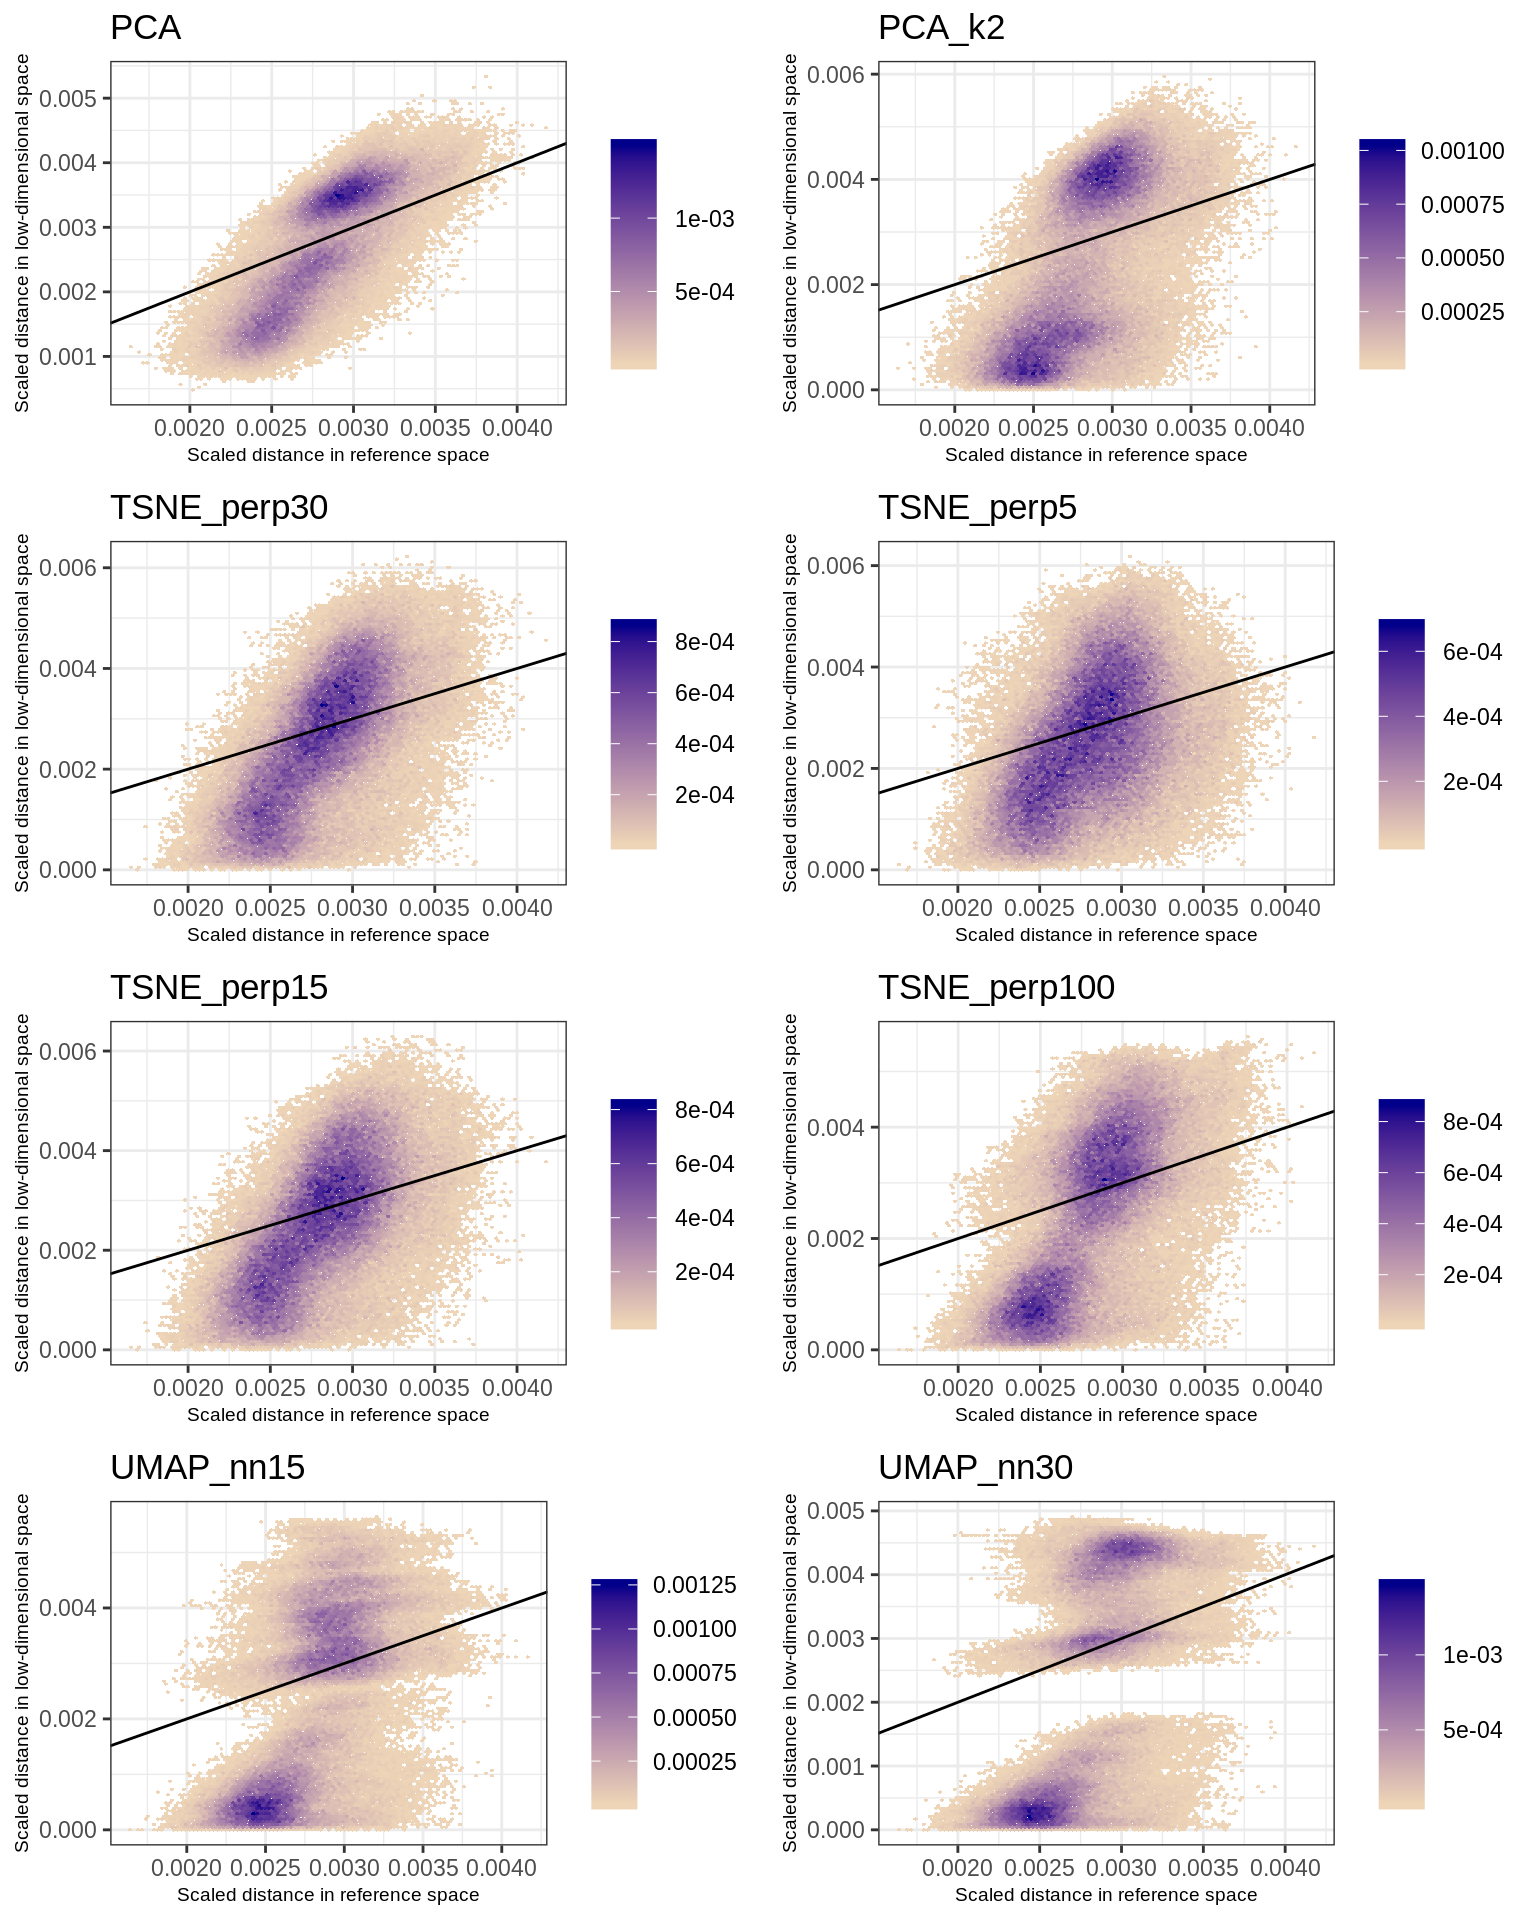 PCA
Scaled distance in low-dimensional space
0.005
0.004
0.003
0.002
0.001
0.0020 0.0025 0.0030 0.0035 0.0040
Scaled distance in reference space
1e-03
5e-04
PCA_k2
Scaled distance in low-dimensional space
0.006
0.004
0.002
0.000
0.0020 0.0025 0.0030 0.0035 0.0040
Scaled distance in reference space
0.00100
0.00075
0.00050
0.00025
TSNE_perp30
Scaled distance in low-dimensional space
0.006
0.004
0.002
0.000
0.0020 0.0025 0.0030 0.0035 0.0040
Scaled distance in reference space
8e-04
6e-04
4e-04
2e-04
TSNE_perp5
Scaled distance in low-dimensional space
0.006
0.004
0.002
0.000
0.0020 0.0025 0.0030 0.0035 0.0040
Scaled distance in reference space
6e-04
4e-04
2e-04
TSNE_perp15
Scaled distance in low-dimensional space
0.006
0.004
0.002
0.000
0.0020 0.0025 0.0030 0.0035 0.0040
Scaled distance in reference space
8e-04
6e-04
4e-04
2e-04
TSNE_perp100
Scaled distance in low-dimensional space
0.004
0.002
0.000
0.0020 0.0025 0.0030 0.0035 0.0040
Scaled distance in reference space
8e-04
6e-04
4e-04
2e-04
UMAP_nn15
Scaled distance in low-dimensional space
0.004
0.002
0.000
0.0020 0.0025 0.0030 0.0035 0.0040
Scaled distance in reference space
0.00125
0.00100
0.00075
0.00050
0.00025
UMAP_nn30
Scaled distance in low-dimensional space
0.005
0.004
0.003
0.002
0.001
0.000
0.0020 0.0025 0.0030 0.0035 0.0040
Scaled distance in reference space
1e-03
5e-04